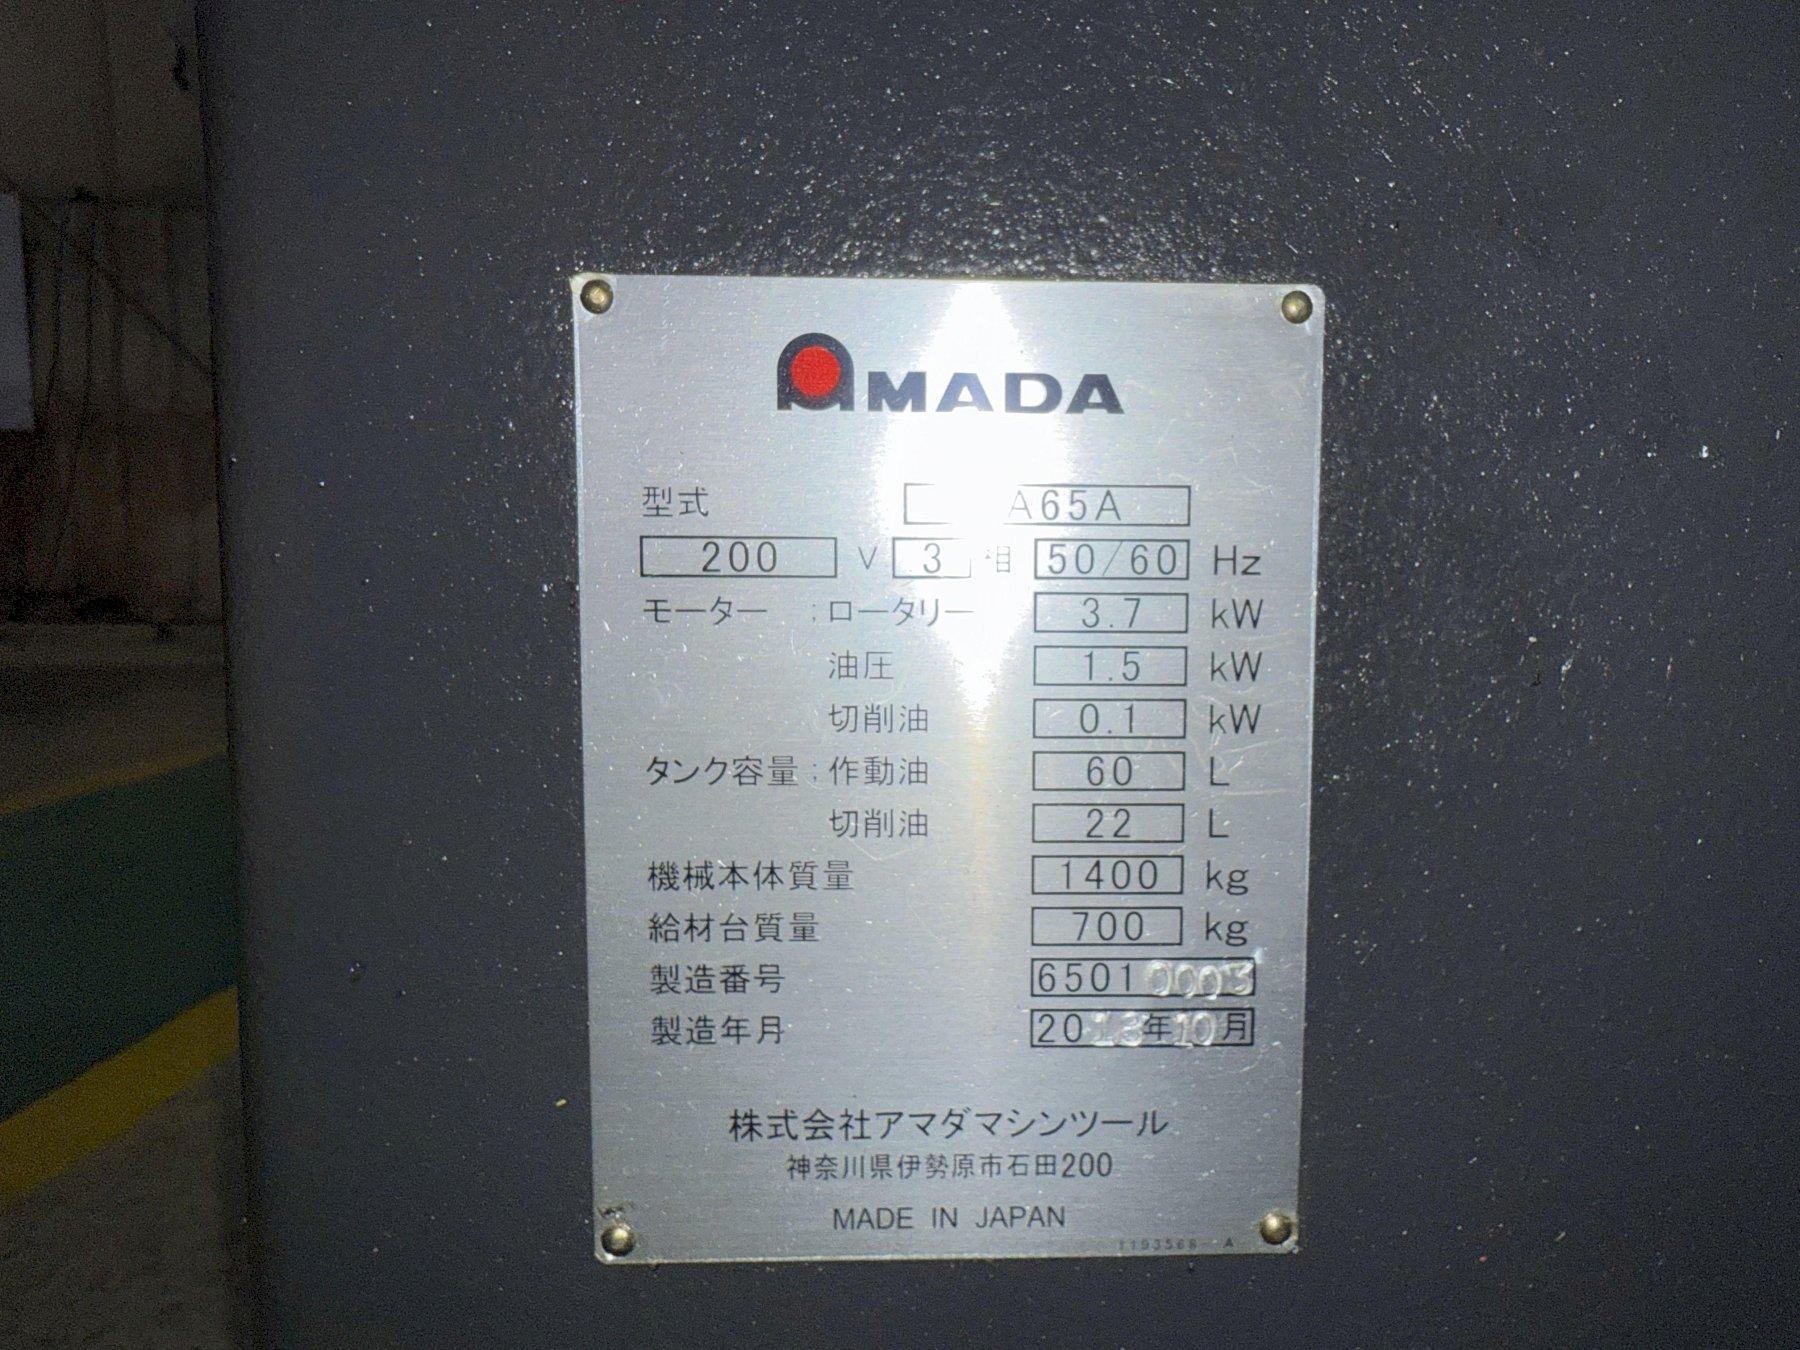 AMADA
型式 A65A
200 V 3 相 50/60 Hz
モーター ; ロータリー 3.7 kW
油圧 1.5 kW
切削油 0.1 kW
タンク容量 ; 作動油 60 L
切削油 22 L
機械本体質量 1400 kg
給材台質量 700 kg
製造番号 65010003
製造年月 20 年10月
株式会社アマダマシンツール
神奈川県伊勢原市石田200
MADE IN JAPAN
1193568-A